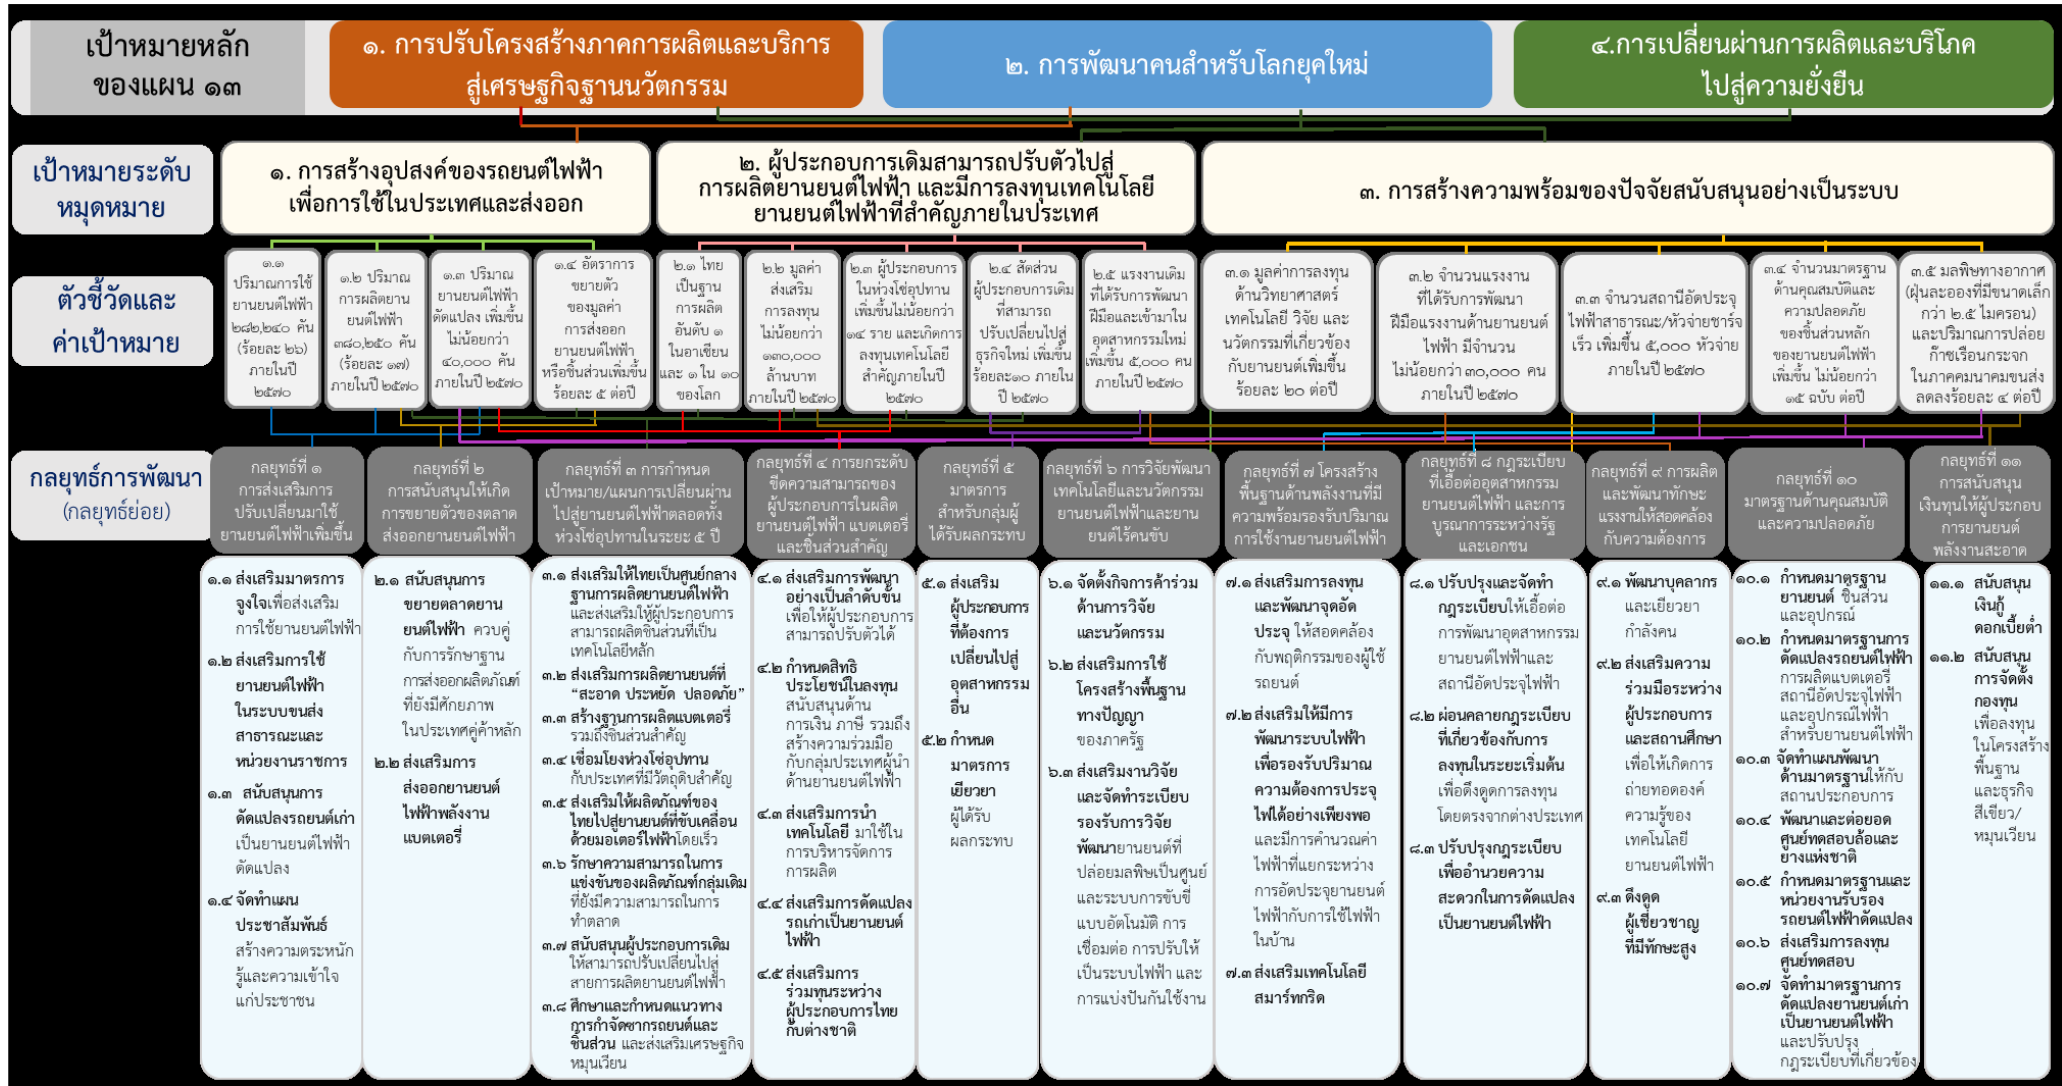 เป้าหมายหลัก
ของแผน ๑๓
๑. การปรับโครงสร้างภาคการผลิตและบริการ
สู่เศรษฐกิจฐานนวัตกรรม
๒. การพัฒนาคนสำหรับโลกยุคใหม่
๔.การเปลี่ยนผ่านการผลิตและบริโภค
ไปสู่ความยั่งยืน
เป้าหมายระดับ
หมุดหมาย
๑. การสร้างอุปสงค์ของรถยนต์ไฟฟ้า
เพื่อการใช้ในประเทศและส่งออก
๒. ผู้ประกอบการเดิมสามารถปรับตัวไปสู่
การผลิตยานยนต์ไฟฟ้า และมีการลงทุนเทคโนโลยี
ยานยนต์ไฟฟ้าที่สำคัญภายในประเทศ
๓. การสร้างความพร้อมของปัจจัยสนับสนุนอย่างเป็นระบบ
ตัวชี้วัดและ
ค่าเป้าหมาย
๑.๑
ปริมาณการใช้
ยานยนต์ไฟฟ้า
๒๘๒,๒๔๐ คัน
(ร้อยละ ๒๖)
ภายในปี
๒๕๗๐
๑.๒ ปริมาณ
การผลิตยาน
ยนต์ไฟฟ้า
๓๘๐,๒๕๐ คัน
(ร้อยละ ๑๗)
ภายในปี ๒๕๗๐
๑.๓ ปริมาณ
ยานยนต์ไฟฟ้า
ดัดแปลง เพิ่มขึ้น
ไม่น้อยกว่า
๔๐,๐๐๐ คัน
ภายในปี ๒๕๗๐
๑.๔ อัตราการ
ขยายตัว
ของมูลค่า
การส่งออก
ยานยนต์ไฟฟ้า
หรือชิ้นส่วนเพิ่มขึ้น
ร้อยละ ๕ ต่อปี
๒.๑ ไทย
เป็นฐาน
การผลิต
อันดับ ๑
ในอาเซียน
และ ๑ ใน ๑๐
ของโลก
๒.๒ มูลค่า
ส่งเสริม
การลงทุน
ไม่น้อยกว่า
๑๓๐,๐๐๐
ล้านบาท
ภายในปี ๒๕๗๐
๒.๓ ผู้ประกอบการ
ในห่วงโซ่อุปทาน
เพิ่มขึ้นไม่น้อยกว่า
๑๔ ราย และเกิดการ
ลงทุนเทคโนโลยี
สำคัญภายในปี
๒๕๗๐
๒.๔ สัดส่วน
ผู้ประกอบการเดิม
ที่สามารถ
ปรับเปลี่ยนไปสู่
ธุรกิจใหม่ เพิ่มขึ้น
ร้อยละ๑๐ ภายใน
ปี ๒๕๗๐
๒.๕ แรงงานเดิม
ที่ได้รับการพัฒนา
ฝีมือและเข้ามาใน
อุตสาหกรรมใหม่
เพิ่มขึ้น ๕,๐๐๐ คน
ภายในปี ๒๕๗๐
๓.๑ มูลค่าการลงทุน
ด้านวิทยาศาสตร์
เทคโนโลยี วิจัย และ
นวัตกรรมที่เกี่ยวข้อง
กับยานยนต์เพิ่มขึ้น
ร้อยละ ๒๐ ต่อปี
๓.๒ จำนวนแรงงาน
ที่ได้รับการพัฒนา
ฝีมือแรงงานด้านยานยนต์
ไฟฟ้า มีจำนวน
ไม่น้อยกว่า ๓๐,๐๐๐ คน
ภายในปี ๒๕๗๐
๓.๓ จำนวนสถานีอัดประจุ
ไฟฟ้าสาธารณะ/หัวจ่ายชาร์จ
เร็ว เพิ่มขึ้น ๕,๐๐๐ หัวจ่าย
ภายในปี ๒๕๗๐
๓.๔ จำนวนมาตรฐาน
ด้านคุณสมบัติและ
ความปลอดภัย
ของชิ้นส่วนหลัก
ของยานยนต์ไฟฟ้า
เพิ่มขึ้น ไม่น้อยกว่า
๑๕ ฉบับ ต่อปี
๓.๕ มลพิษทางอากาศ
(ฝุ่นละอองที่มีขนาดเล็ก
กว่า ๒.๕ ไมครอน)
และปริมาณการปล่อย
ก๊าซเรือนกระจก
ในภาคคมนาคมขนส่ง
ลดลงร้อยละ ๔ ต่อปี
กลยุทธ์การพัฒนา
(กลยุทธ์ย่อย)
กลยุทธ์ที่ ๑
การส่งเสริมการ
ปรับเปลี่ยนมาใช้
ยานยนต์ไฟฟ้าเพิ่มขึ้น
กลยุทธ์ที่ ๒
การสนับสนุนให้เกิด
การขยายตัวของตลาด
ส่งออกยานยนต์ไฟฟ้า
กลยุทธ์ที่ ๓ การกำหนด
เป้าหมาย/แผนการเปลี่ยนผ่าน
ไปสู่ยานยนต์ไฟฟ้าตลอดทั้ง
ห่วงโซ่อุปทานในระยะ ๕ ปี
กลยุทธ์ที่ ๔ การยกระดับ
ขีดความสามารถของ
ผู้ประกอบการในผลิต
ยานยนต์ไฟฟ้า แบตเตอรี่
และชิ้นส่วนสำคัญ
กลยุทธ์ที่ ๕
มาตรการ
สำหรับกลุ่มผู้
ได้รับผลกระทบ
กลยุทธ์ที่ ๖ การวิจัยพัฒนา
เทคโนโลยีและนวัตกรรม
ยานยนต์ไฟฟ้าและยาน
ยนต์ไร้คนขับ
กลยุทธ์ที่ ๗ โครงสร้าง
พื้นฐานด้านพลังงานที่มี
ความพร้อมรองรับปริมาณ
การใช้งานยานยนต์ไฟฟ้า
กลยุทธ์ที่ ๘ กฎระเบียบ
ที่เอื้อต่ออุตสาหกรรม
ยานยนต์ไฟฟ้า และการ
บูรณาการระหว่างรัฐ
และเอกชน
กลยุทธ์ที่ ๙ การผลิต
และพัฒนาทักษะ
แรงงานให้สอดคล้อง
กับความต้องการ
กลยุทธ์ที่ ๑๐
มาตรฐานด้านคุณสมบัติ
และความปลอดภัย
กลยุทธ์ที่ ๑๑
การสนับสนุน
เงินทุนให้ผู้ประกอบ
การยานยนต์
พลังงานสะอาด
๑.๑ ส่งเสริมมาตรการ
จูงใจเพื่อส่งเสริม
การใช้ยานยนต์ไฟฟ้า
๑.๒ ส่งเสริมการใช้
ยานยนต์ไฟฟ้า
ในระบบขนส่ง
สาธารณะและ
หน่วยงานราชการ
๑.๓ สนับสนุนการ
ดัดแปลงรถยนต์เก่า
เป็นยานยนต์ไฟฟ้า
ดัดแปลง
๑.๔ จัดทำแผน
ประชาสัมพันธ์
สร้างความตระหนัก
รู้และความเข้าใจ
แก่ประชาชน
๒.๑ สนับสนุนการ
ขยายตลาดยาน
ยนต์ไฟฟ้า ควบคู่
กับการรักษาฐาน
การส่งออกผลิตภัณฑ์
ที่ยังมีศักยภาพ
ในประเทศคู่ค้าหลัก
๒.๒ ส่งเสริมการ
ส่งออกยานยนต์
ไฟฟ้าพลังงาน
แบตเตอรี่
๓.๑ ส่งเสริมให้ไทยเป็นศูนย์กลาง
ฐานการผลิตยานยนต์ไฟฟ้า
และส่งเสริมให้ผู้ประกอบการ
สามารถผลิตชิ้นส่วนที่เป็น
เทคโนโลยีหลัก
๓.๒ ส่งเสริมการผลิตยานยนต์ที่
“สะอาด ประหยัด ปลอดภัย”
๓.๓ สร้างฐานการผลิตแบตเตอรี่
รวมถึงชิ้นส่วนสำคัญ
๓.๔ เชื่อมโยงห่วงโซ่อุปทาน
กับประเทศที่มีวัตถุดิบสำคัญ
๓.๕ ส่งเสริมให้ผลิตภัณฑ์ของ
ไทยไปสู่ยานยนต์ที่ขับเคลื่อน
ด้วยมอเตอร์ไฟฟ้าโดยเร็ว
๓.๖ รักษาความสามารถในการ
แข่งขันของผลิตภัณฑ์กลุ่มเดิม
ที่ยังมีความสามารถในการ
ทำตลาด
๓.๗ สนับสนุนผู้ประกอบการเดิม
ให้สามารถปรับเปลี่ยนไปสู่
สายการผลิตยานยนต์ไฟฟ้า
๓.๘ ศึกษาและกำหนดแนวทาง
การกำจัดซากรถยนต์และ
ชิ้นส่วน และส่งเสริมเศรษฐกิจ
หมุนเวียน
๔.๑ ส่งเสริมการพัฒนา
อย่างเป็นลำดับขั้น
เพื่อให้ผู้ประกอบการ
สามารถปรับตัวได้
๔.๒ กำหนดสิทธิ
ประโยชน์ในลงทุน
สนับสนุนด้าน
การเงิน ภาษี รวมถึง
สร้างความร่วมมือ
กับกลุ่มประเทศผู้นำ
ด้านยานยนต์ไฟฟ้า
๔.๓ ส่งเสริมการนำ
เทคโนโลยี มาใช้ใน
การบริหารจัดการ
การผลิต
๔.๔ ส่งเสริมการดัดแปลง
รถเก่าเป็นยานยนต์
ไฟฟ้า
๔.๕ ส่งเสริมการ
ร่วมทุนระหว่าง
ผู้ประกอบการไทย
กับต่างชาติ
๕.๑ ส่งเสริม
ผู้ประกอบการ
ที่ต้องการ
เปลี่ยนไปสู่
อุตสาหกรรม
อื่น
๕.๒ กำหนด
มาตรการ
เยียวยา
ผู้ได้รับ
ผลกระทบ
๖.๑ จัดตั้งกิจการค้าร่วม
ด้านการวิจัย
และนวัตกรรม
๖.๒ ส่งเสริมการใช้
โครงสร้างพื้นฐาน
ทางปัญญา
ของภาครัฐ
๖.๓ ส่งเสริมงานวิจัย
และจัดทำระเบียบ
รองรับการวิจัย
พัฒนายานยนต์ที่
ปล่อยมลพิษเป็นศูนย์
และระบบการขับขี่
แบบอัตโนมัติ การ
เชื่อมต่อ การปรับให้
เป็นระบบไฟฟ้า และ
การแบ่งปันกันใช้งาน
๗.๑ ส่งเสริมการลงทุน
และพัฒนาจุดอัด
ประจุ ให้สอดคล้อง
กับพฤติกรรมของผู้ใช้
รถยนต์
๗.๒ ส่งเสริมให้มีการ
พัฒนาระบบไฟฟ้า
เพื่อรองรับปริมาณ
ความต้องการประจุ
ไฟได้อย่างเพียงพอ
และมีการคำนวณค่า
ไฟฟ้าที่แยกระหว่าง
การอัดประจุยานยนต์
ไฟฟ้ากับการใช้ไฟฟ้า
ในบ้าน
๗.๓ ส่งเสริมเทคโนโลยี
สมาร์ทกริด
๘.๑ ปรับปรุงและจัดทำ
กฎระเบียบให้เอื้อต่อ
การพัฒนาอุตสาหกรรม
ยานยนต์ไฟฟ้าและ
สถานีอัดประจุไฟฟ้า
๘.๒ ผ่อนคลายกฎระเบียบ
ที่เกี่ยวข้องกับการ
ลงทุนในระยะเริ่มต้น
เพื่อดึงดูดการลงทุน
โดยตรงจากต่างประเทศ
๘.๓ ปรับปรุงกฎระเบียบ
เพื่ออำนวยความ
สะดวกในการดัดแปลง
เป็นยานยนต์ไฟฟ้า
๙.๑ พัฒนาบุคลากร
และเยียวยา
กำลังคน
๙.๒ ส่งเสริมความ
ร่วมมือระหว่าง
ผู้ประกอบการ
และสถานศึกษา
เพื่อให้เกิดการ
ถ่ายทอดองค์
ความรู้ของ
เทคโนโลยี
ยานยนต์ไฟฟ้า
๙.๓ ดึงดูด
ผู้เชี่ยวชาญ
ที่มีทักษะสูง
๑๐.๑ กำหนดมาตรฐาน
ยานยนต์ ชิ้นส่วน
และอุปกรณ์
๑๐.๒ กำหนดมาตรฐานการ
ดัดแปลงรถยนต์ไฟฟ้า
การผลิตแบตเตอรี่
สถานีอัดประจุไฟฟ้า
และอุปกรณ์ไฟฟ้า
สำหรับยานยนต์ไฟฟ้า
๑๐.๓ จัดทำแผนพัฒนา
ด้านมาตรฐานให้กับ
สถานประกอบการ
๑๐.๔ พัฒนาและต่อยอด
ศูนย์ทดสอบล้อและ
ยางแห่งชาติ
๑๐.๕ กำหนดมาตรฐานและ
หน่วยงานรับรอง
รถยนต์ไฟฟ้าดัดแปลง
๑๐.๖ ส่งเสริมการลงทุน
ศูนย์ทดสอบ
๑๐.๗ จัดทำมาตรฐานการ
ดัดแปลงยานยนต์เก่า
เป็นยานยนต์ไฟฟ้า
และปรับปรุง
กฎระเบียบที่เกี่ยวข้อง
๑๑.๑ สนับสนุน
เงินกู้
ดอกเบี้ยต่ำ
๑๑.๒ สนับสนุน
การจัดตั้ง
กองทุน
เพื่อลงทุน
ในโครงสร้าง
พื้นฐาน
และธุรกิจ
สีเขียว/
หมุนเวียน